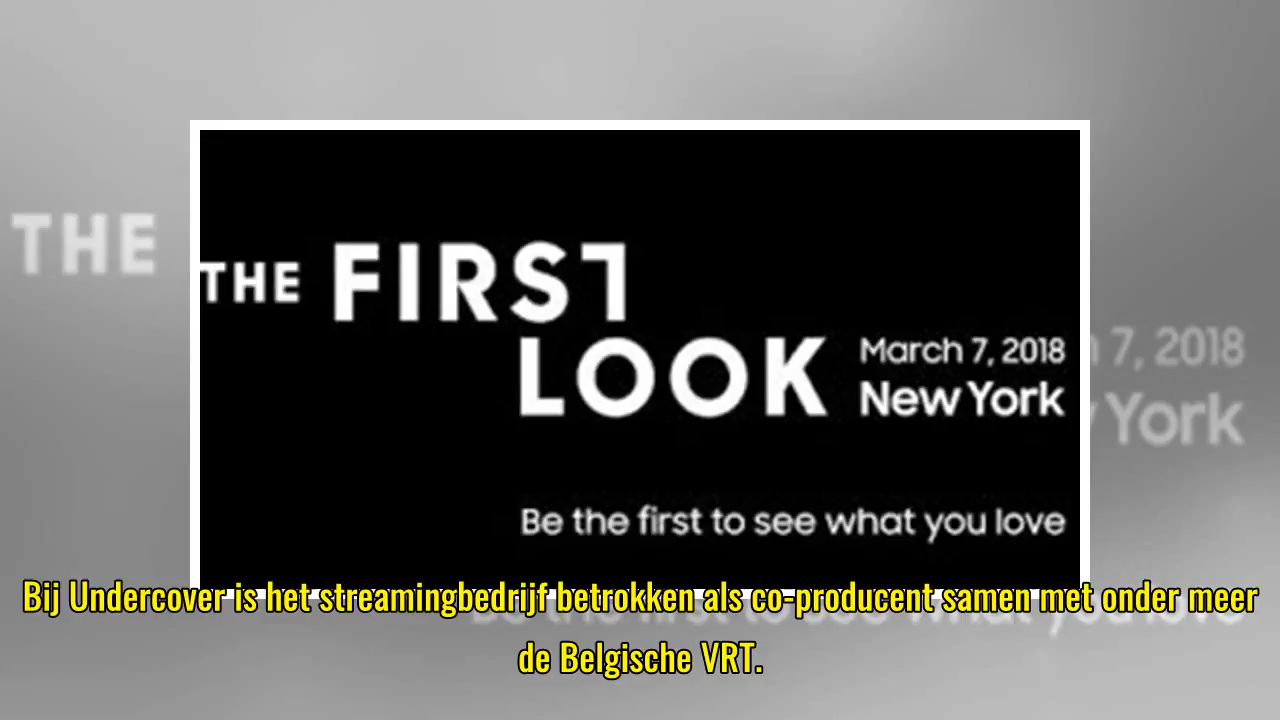 THE FIRST
LOOK
March 7, 2018
New York
Be the first to see what you love
Bij Undercover is het streamingbedrijf betrokken als co-producent samen met onder meer
de Belgische VRT.